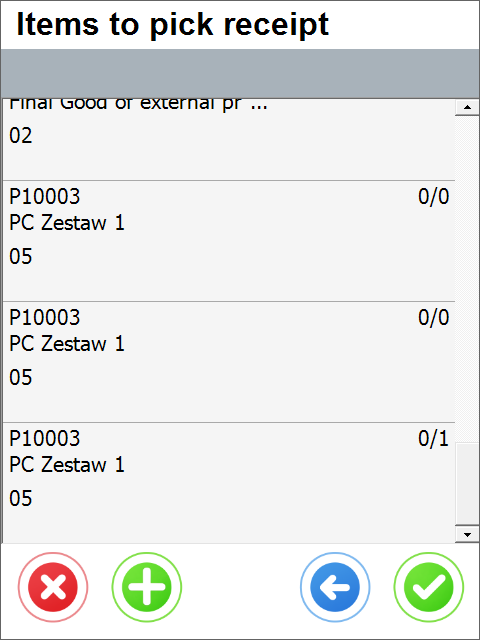 Items to pick receipt
Final Good of external pr ...
02
P10003 0/0
PC Zestaw 1
05
P10003 0/0
PC Zestaw 1
05
P10003 0/1
PC Zestaw 1
05